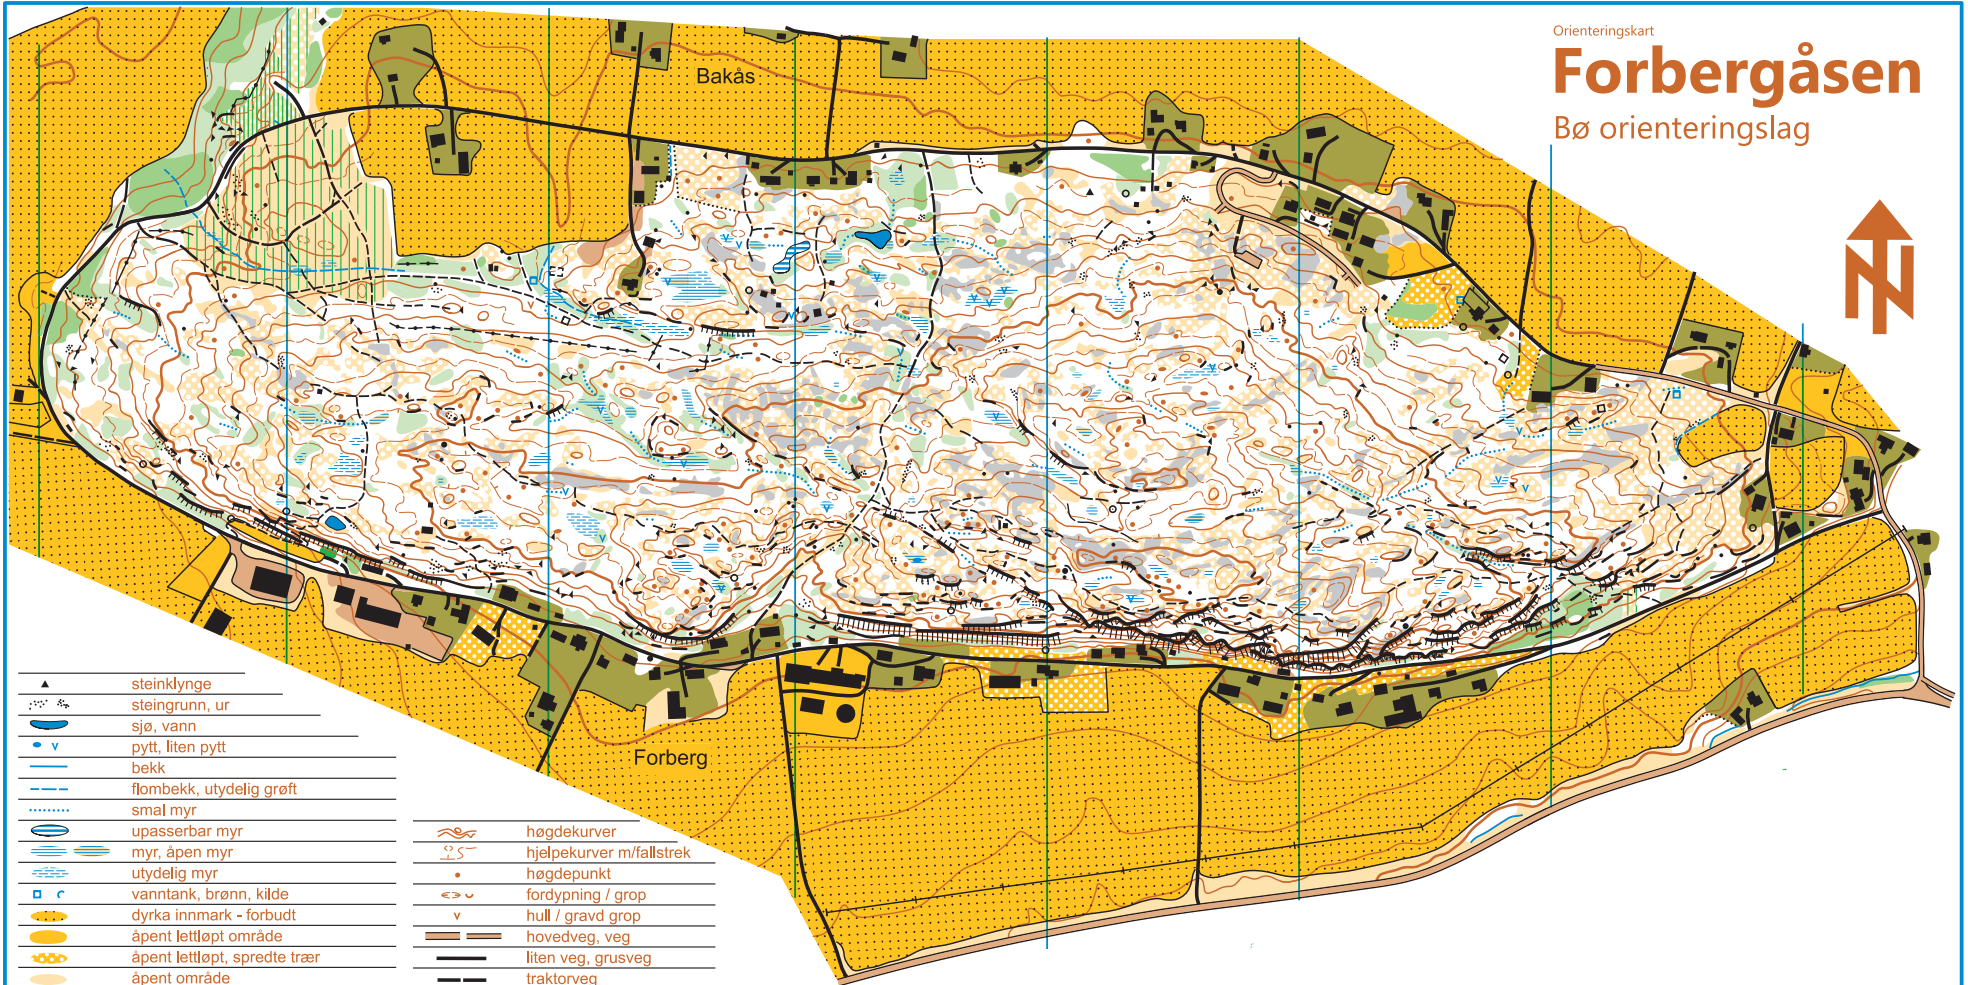 Orienteringskart
Forbergåsen
Bø orienteringslag
Bakås
Forberg
steinklynge
steingrunn, ur
sjø, vann
pytt, liten pytt
bekk
flombekk, utydelig grøft
smal myr
upasserbar myr
myr, åpen myr
utydelig myr
vanntank, brønn, kilde
dyrka innmark - forbudt
åpent lettløpt område
åpent lettløpt, spredte trær
åpent område
høgdekurver
hjelpekurver m/fallstrek
høgdepunkt
fordypning / grop
hull / gravd grop
hovedveg, veg
liten veg, grusveg
traktorveg